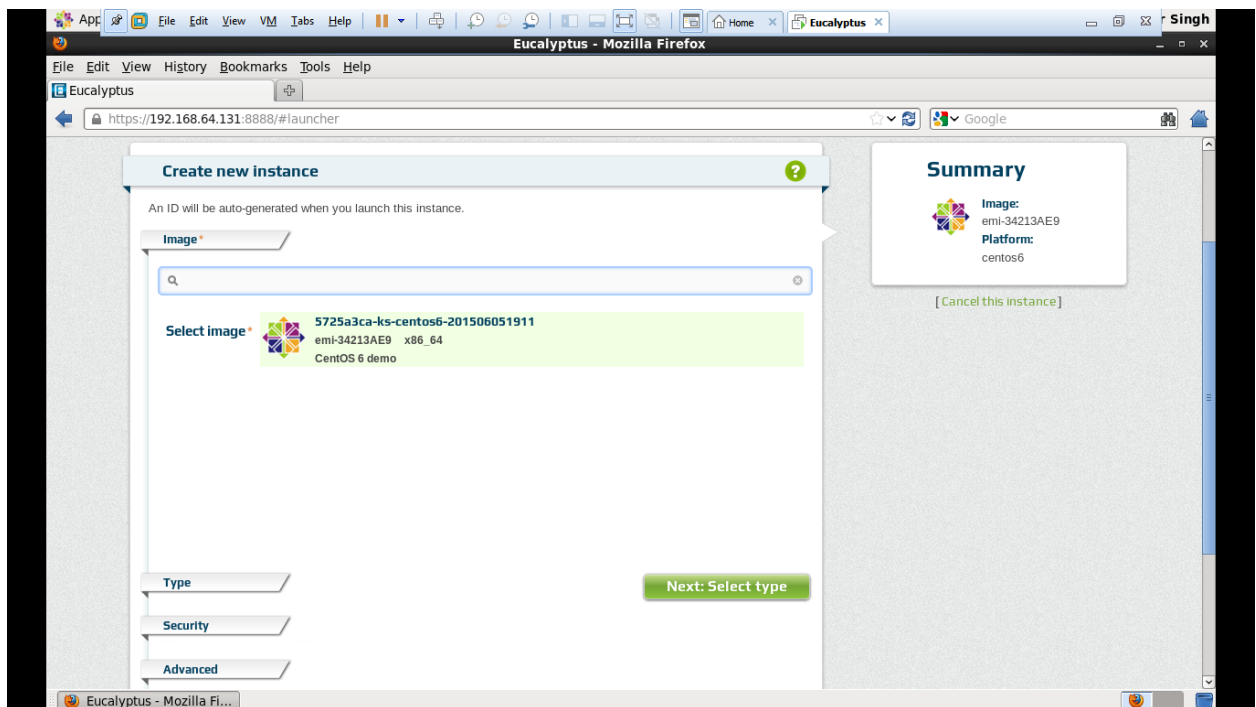 App File Edit View VM Tabs Help Home × Eucalyptus × r Singh
Eucalyptus - Mozilla Firefox
File Edit View History Bookmarks Tools Help
Eucalyptus
https://192.168.64.131:8888/#launcher Google
Create new instance ?
An ID will be auto-generated when you launch this instance.
Image*
Select image* 5725a3ca-ks-centos6-201506051911
emi-34213AE9 x86_64
CentOS 6 demo
Type
Next: Select type
Security
Advanced
Summary
Image:
emi-34213AE9
Platform:
centos6
[Cancel this instance]
Eucalyptus - Mozilla Fi...